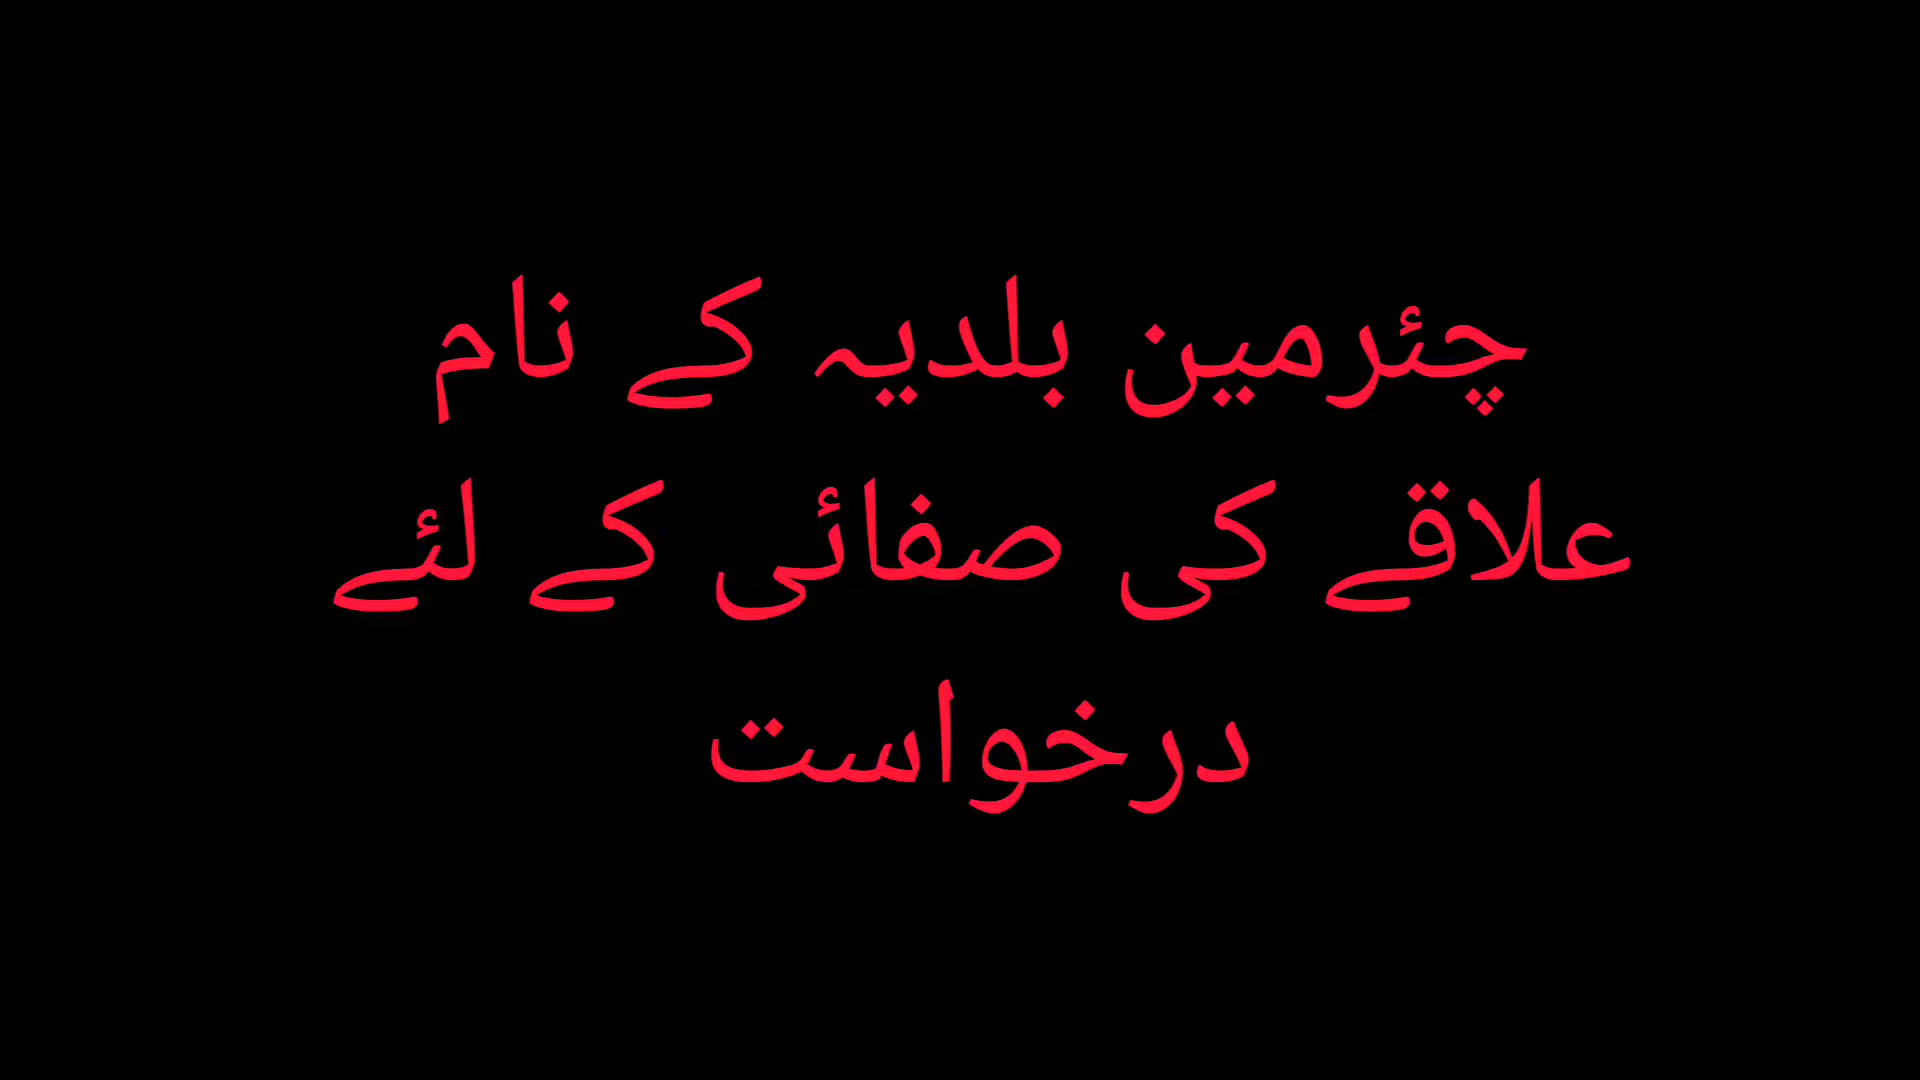 چئرمین بلدیہ کے نام
علاقے کی صفائی کے لئے
درخواست